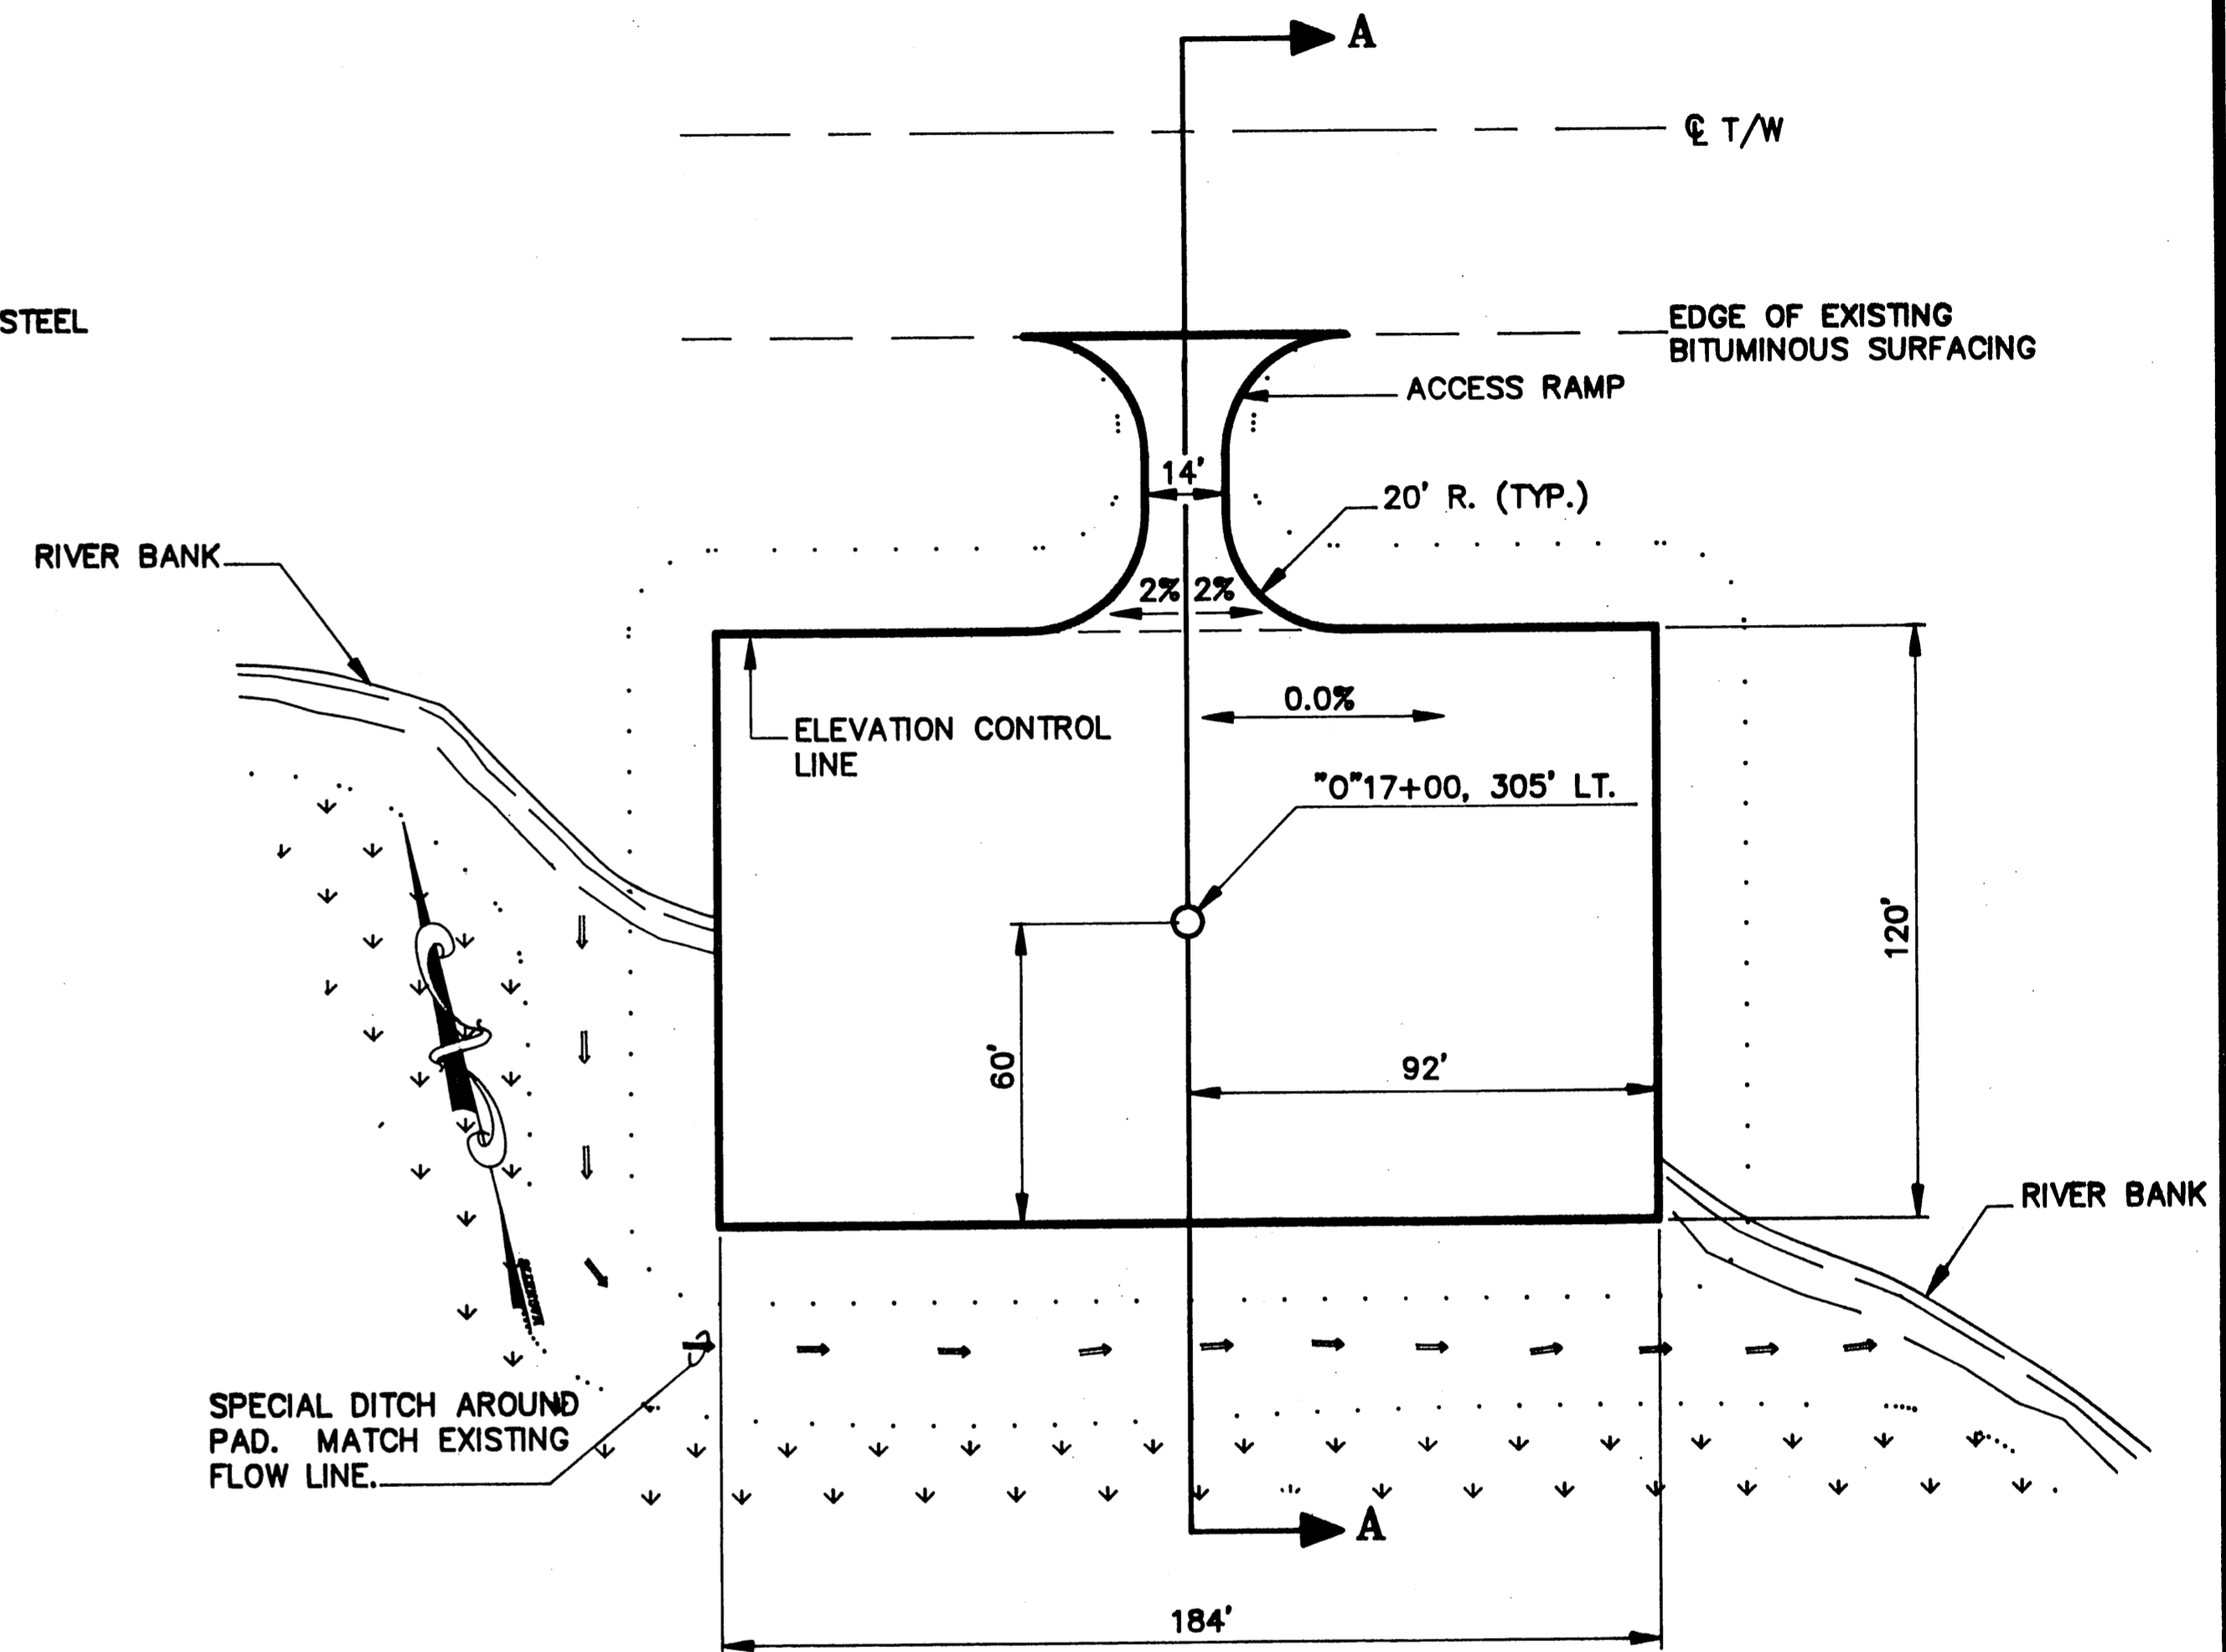 A
℄ T/W
STEEL
EDGE OF EXISTING
BITUMINOUS SURFACING
ACCESS RAMP
14'
20' R. (TYP.)
RIVER BANK
2% 2%
0.0%
ELEVATION CONTROL
LINE
"O"17+00, 305' LT.
120'
60'
92'
RIVER BANK
SPECIAL DITCH AROUND
PAD. MATCH EXISTING
FLOW LINE.
A
184'